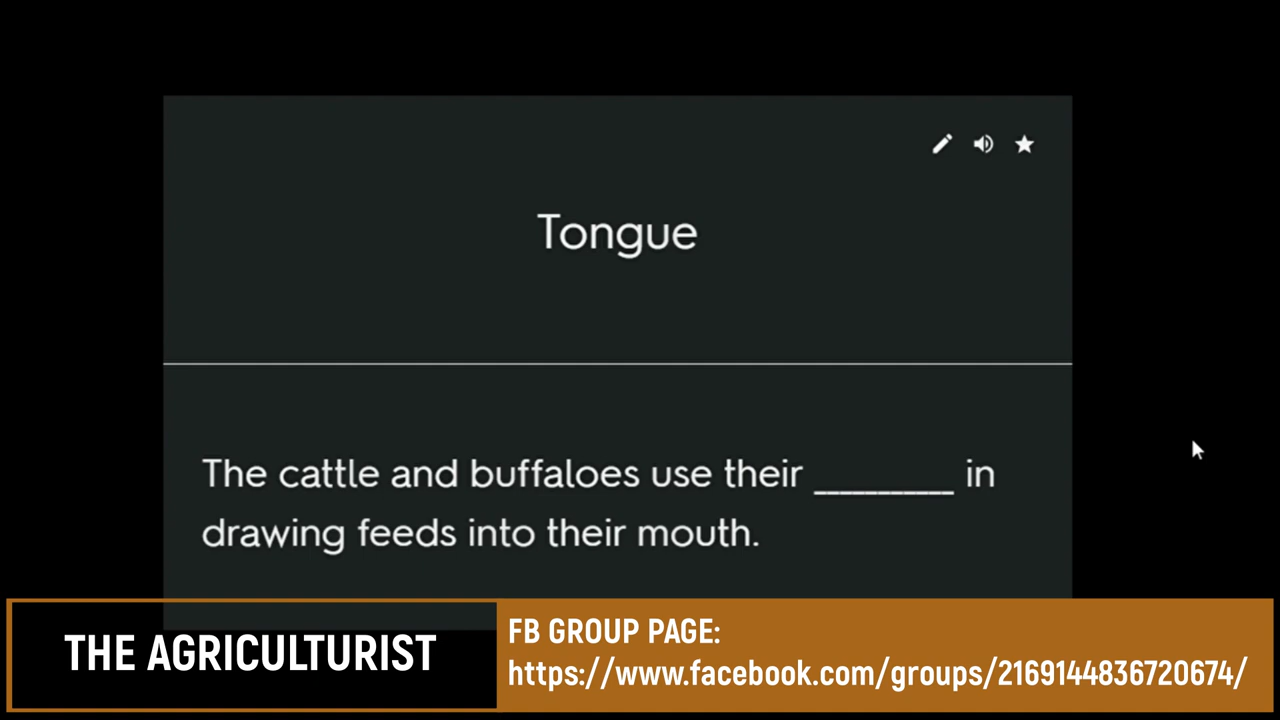 Tongue
The cattle and buffaloes use their __________ in
drawing feeds into their mouth.
THE AGRICULTURIST
FB GROUP PAGE:
https://www.facebook.com/groups/2169144836720674/